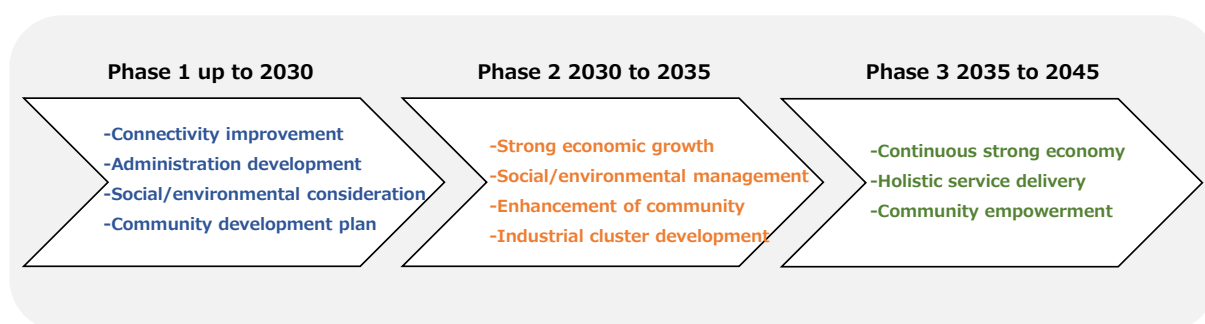 Phase 1 up to 2030
-Connectivity improvement
-Administration development
-Social/environmental consideration
-Community development plan
Phase 2 2030 to 2035
-Strong economic growth
-Social/environmental management
-Enhancement of community
-Industrial cluster development
Phase 3 2035 to 2045
-Continuous strong economy
-Holistic service delivery
-Community empowerment